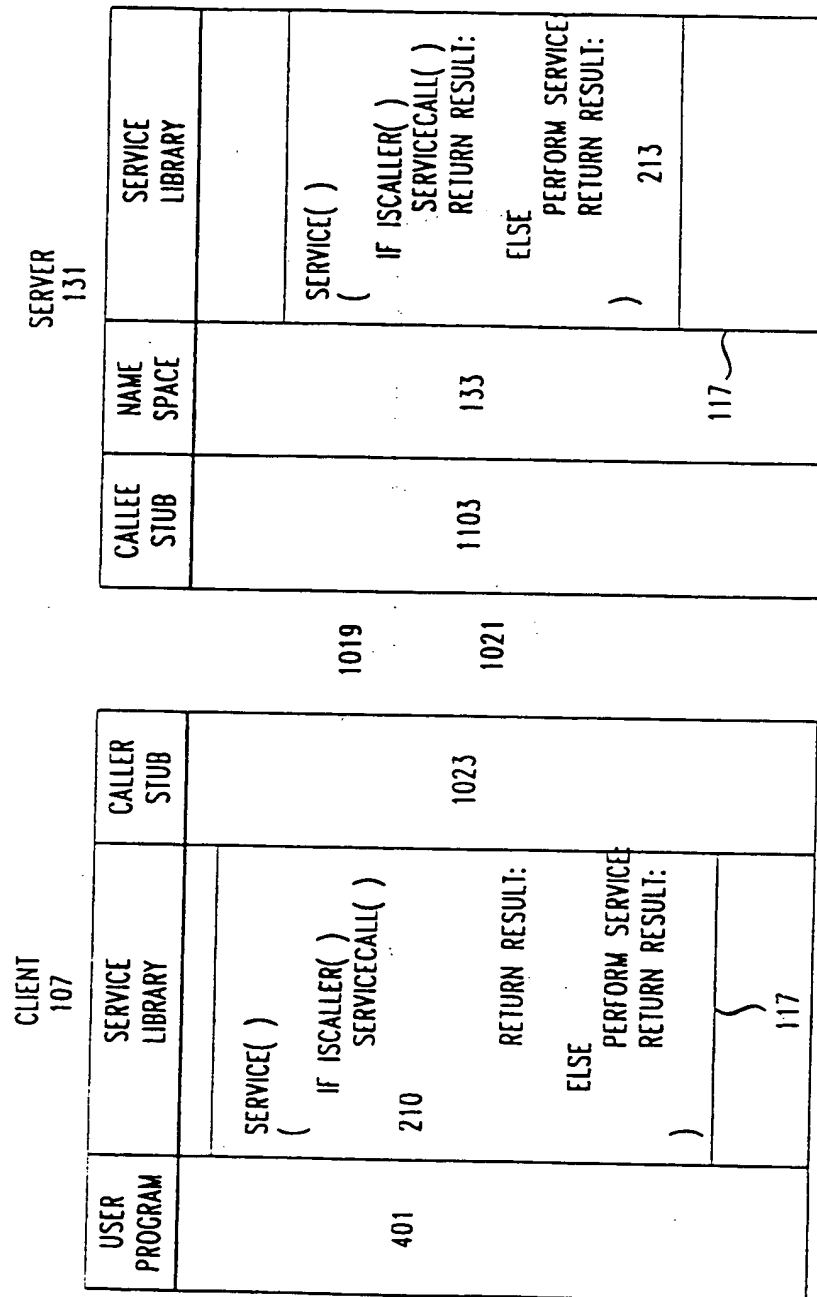 CLIENT
107
USER
PROGRAM
SERVICE
LIBRARY
CALLER
STUB
401
SERVICE( )
(
IF ISCALLER( )
SERVICECALL( )
210
RETURN RESULT:
ELSE
PERFORM SERVICE:
RETURN RESULT:
)
117
1023
1019
1021
SERVER
131
CALLEE
STUB
NAME
SPACE
SERVICE
LIBRARY
1103
133
SERVICE( )
(
IF ISCALLER( )
SERVICECALL( )
RETURN RESULT:
ELSE
PERFORM SERVICE:
RETURN RESULT:
)
213
117